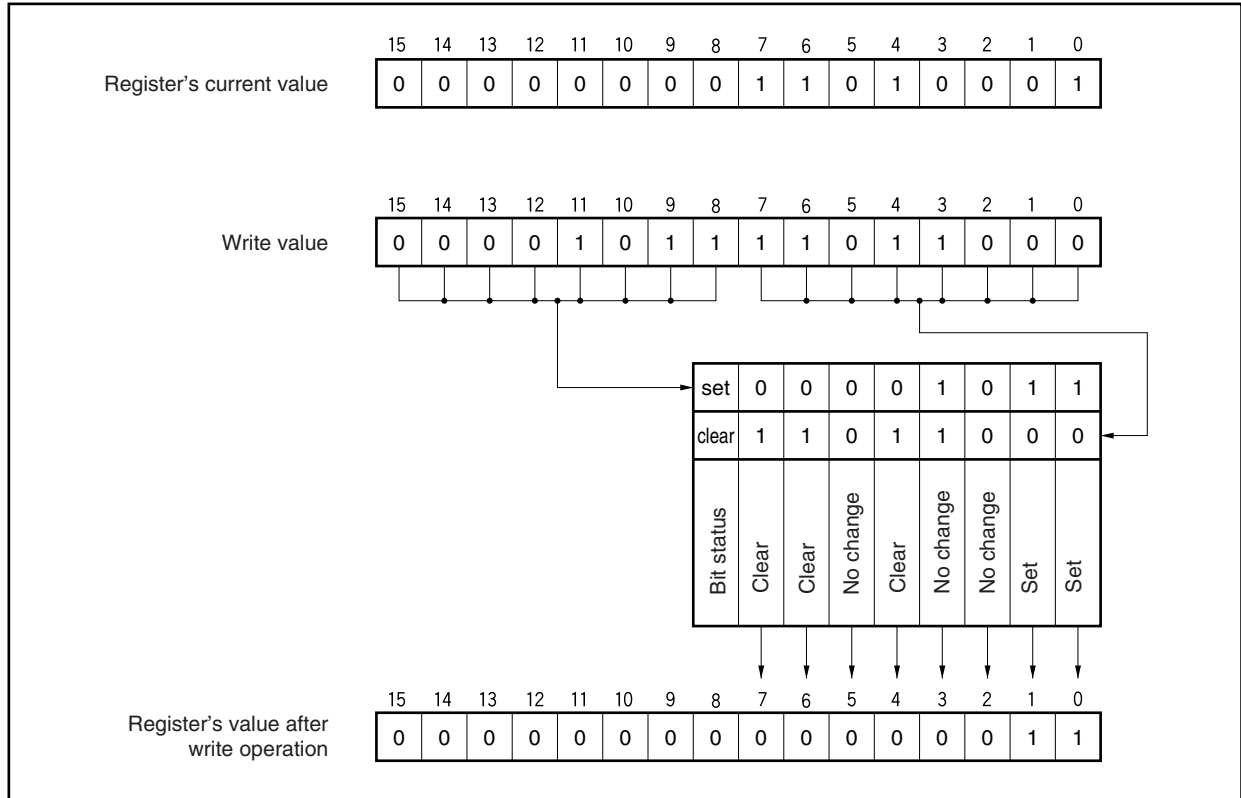 15 14 13 12 11 10 9 8 7 6 5 4 3 2 1 0
Register's current value 0 0 0 0 0 0 0 0 1 1 0 1 0 0 0 1
15 14 13 12 11 10 9 8 7 6 5 4 3 2 1 0
Write value 0 0 0 0 1 0 1 1 1 1 0 1 1 0 0 0
set 0 0 0 0 1 0 1 1
clear 1 1 0 1 1 0 0 0
Bit status Clear Clear No change Clear No change No change Set Set
15 14 13 12 11 10 9 8 7 6 5 4 3 2 1 0
Register's value after
write operation
0 0 0 0 0 0 0 0 0 0 0 0 0 0 1 1